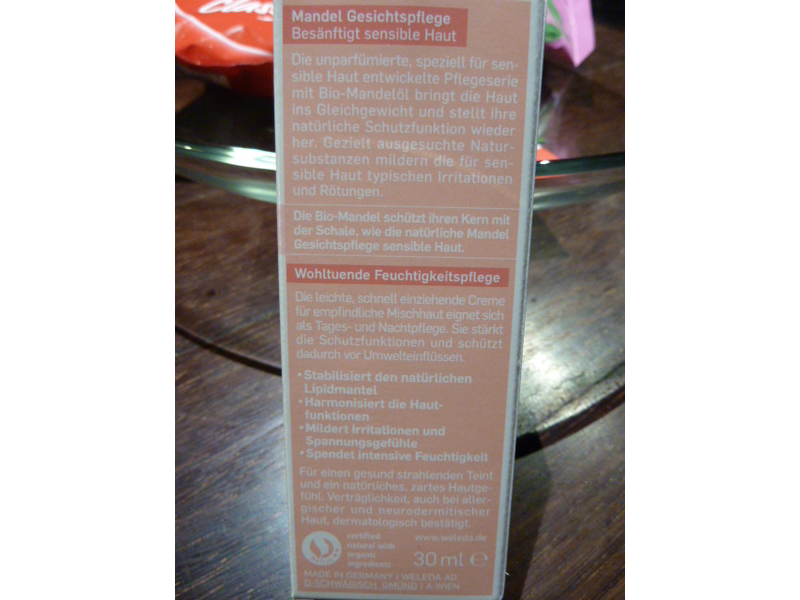 Clas
Mandel Gesichtspflege
Besänftigt sensible Haut
Die unparfümierte, speziell für sen-
sible Haut entwickelte Pflegeserie
mit Bio-Mandelöl bringt die Haut
ins Gleichgewicht und stellt ihre
natürliche Schutzfunktion wieder
her. Gezielt ausgesuchte Natur-
substanzen mildern die für sen-
sible Haut typischen Irritationen
und Rötungen.
Die Bio-Mandel schützt ihren Kern mit
der Schale, wie die natürliche Mandel
Gesichtspflege sensible Haut.
Wohltuende Feuchtigkeitspflege
Die leichte, schnell einziehende Creme
für empfindliche Mischhaut eignet sich
als Tages- und Nachtpflege. Sie stärkt
die Schutzfunktionen und schützt
dadurch vor Umwelteinflüssen.
• Stabilisiert den natürlichen
Lipidmantel
• Harmonisiert die Haut-
funktionen
• Mildert Irritationen und
Spannungsgefühle
• Spendet intensive Feuchtigkeit
Für einen gesund strahlenden Teint
und ein natürliches, zartes Hautge-
fühl. Verträglichkeit, auch bei aller-
gischer und neurodermitischer
Haut, dermatologisch bestätigt.
certified
natural with
organic
ingredients
www.weleda.de
30 ml ℮
MADE IN GERMANY / WELEDA AG
D-SCHWÄBISCH GMÜND / A-WIEN